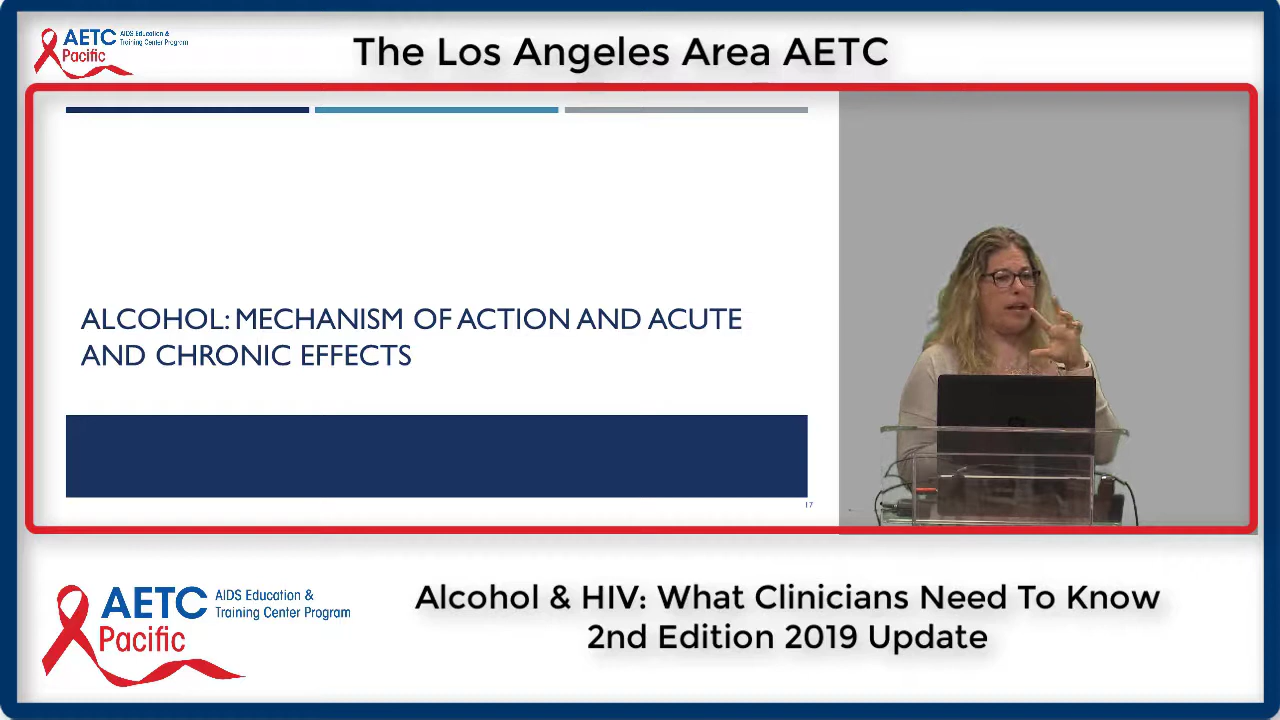 AETC
AIDS Education &
Training Center Program
Pacific
The Los Angeles Area AETC
ALCOHOL: MECHANISM OF ACTION AND ACUTE
AND CHRONIC EFFECTS
17
AETC
AIDS Education &
Training Center Program
Pacific
Alcohol & HIV: What Clinicians Need To Know
2nd Edition 2019 Update